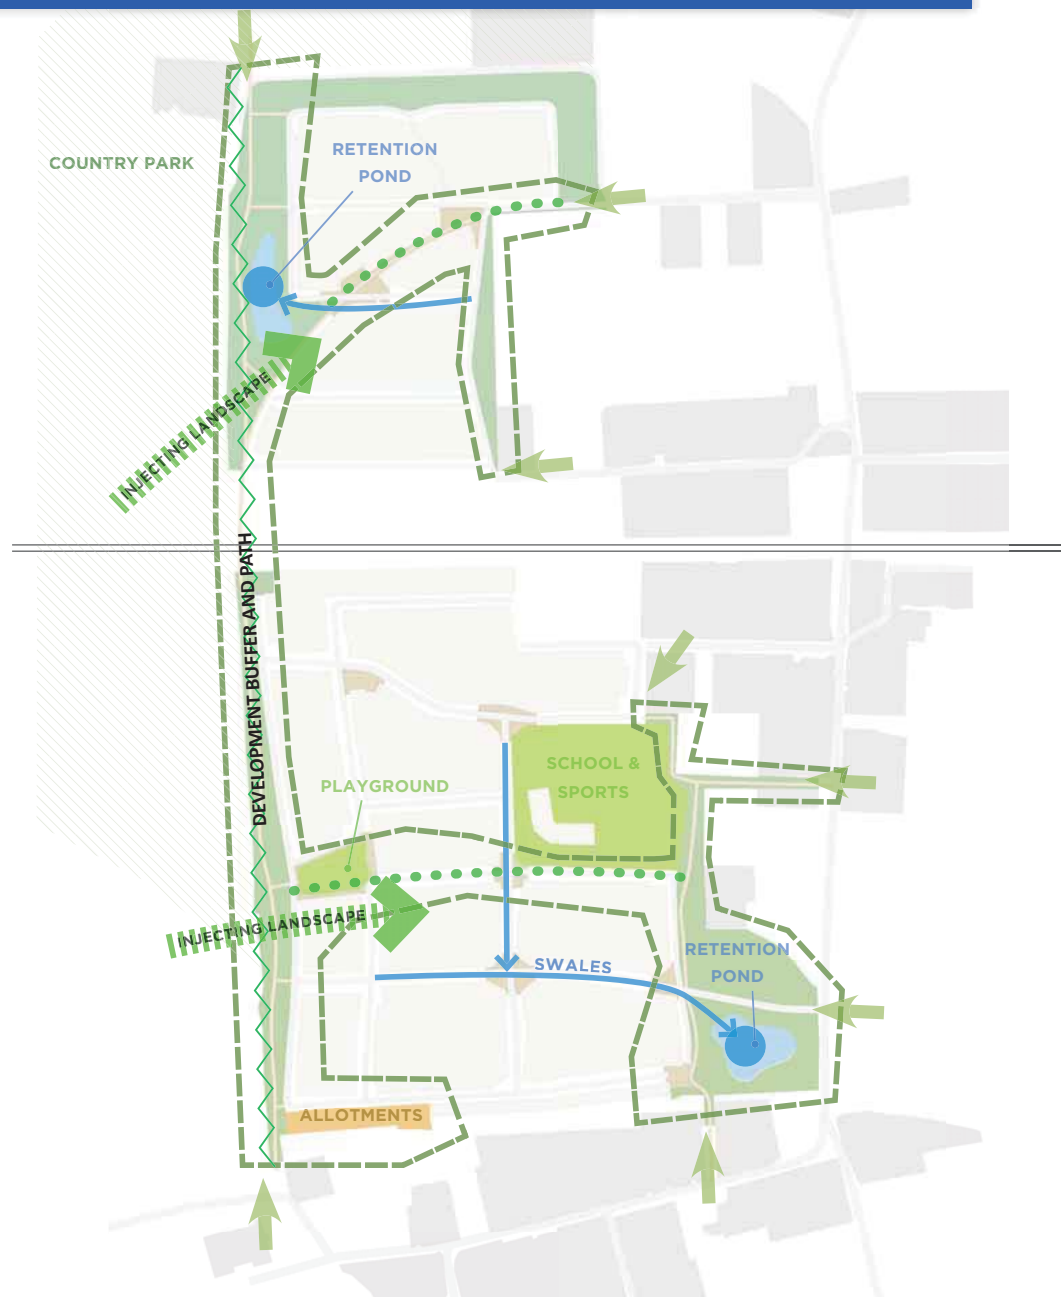 COUNTRY PARK
RETENTION
POND
INJECTING LANDSCAPE
DEVELOPMENT BUFFER AND PATH
SCHOOL &
SPORTS
PLAYGROUND
INJECTING LANDSCAPE
SWALES
RETENTION
POND
ALLOTMENTS